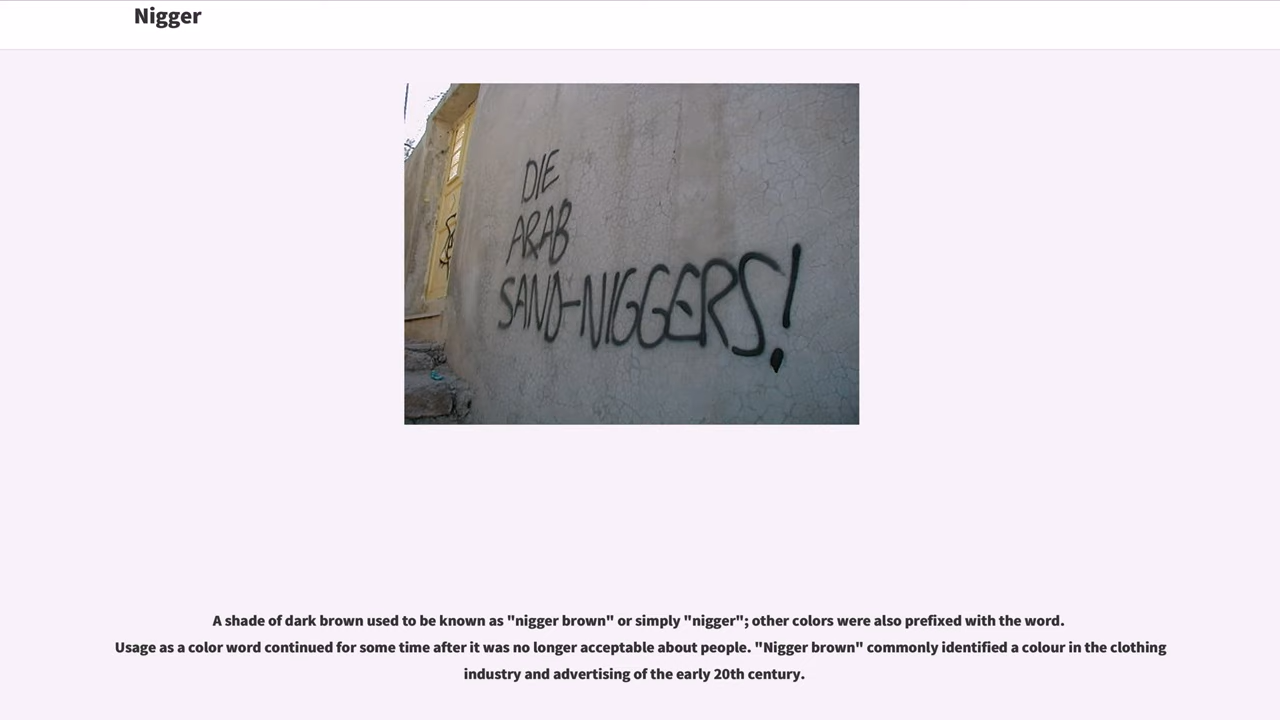 Nigger
DIE
ARAB
SAND-NIGGERS!
A shade of dark brown used to be known as "nigger brown" or simply "nigger"; other colors were also prefixed with the word.
Usage as a color word continued for some time after it was no longer acceptable about people. "Nigger brown" commonly identified a colour in the clothing
industry and advertising of the early 20th century.